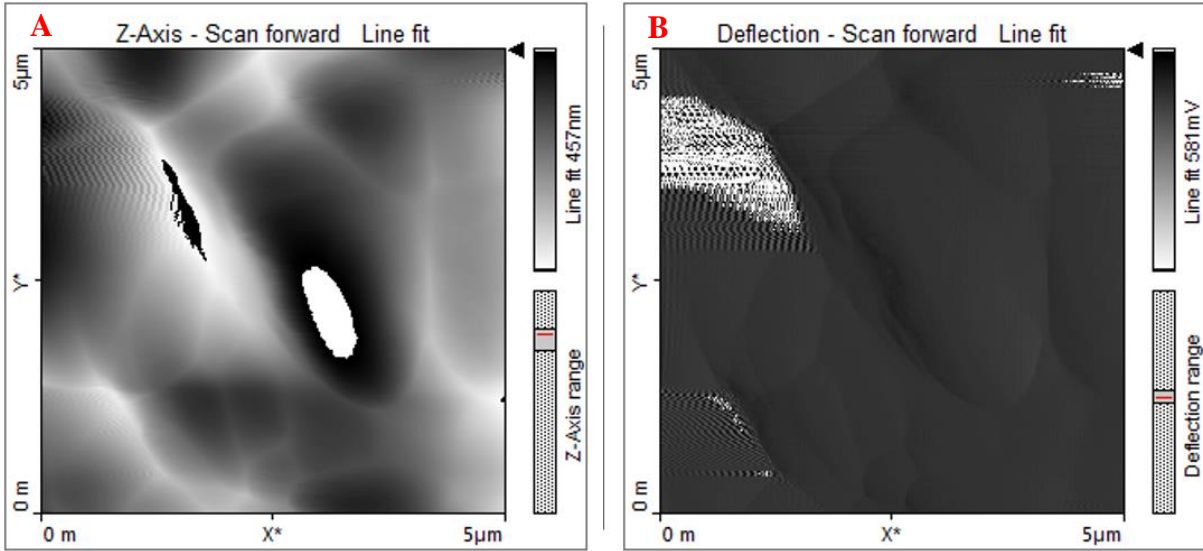 A
Z-Axis - Scan forward Line fit
5µm
Y*
0 m
0 m
X*
5µm
Line fit 457nm
Z-Axis range
B
Deflection - Scan forward Line fit
5µm
Y*
0 m
0 m
X*
5µm
Line fit 581mV
Deflection range